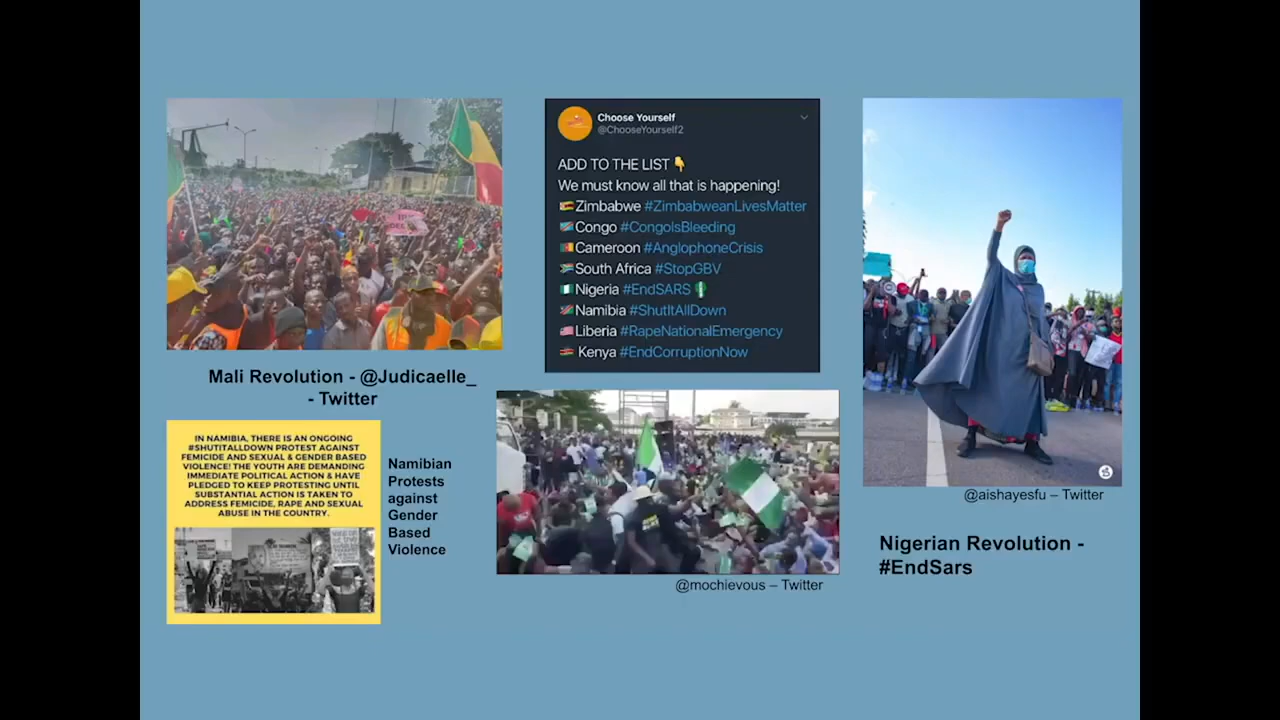 Choose Yourself
@ChooseYourself2
ADD TO THE LIST👇
We must know all that is happening!
🇿🇼Zimbabwe #ZimbabweanLivesMatter
🇨🇩Congo #CongoIsBleeding
🇨🇲Cameroon #AnglophoneCrisis
🇿🇦South Africa #StopGBV
🇳🇬Nigeria #EndSARS
🇳🇦Namibia #ShutItAllDown
🇱🇷Liberia #RapeNationalEmergency
🇰🇪 Kenya #EndCorruptionNow
Mali Revolution - @Judicaelle_
- Twitter
IN NAMIBIA, THERE IS AN ONGOING
#SHUTITALLDOWN PROTEST AGAINST
FEMICIDE AND SEXUAL & GENDER BASED
VIOLENCE! THE YOUTH ARE DEMANDING
IMMEDIATE POLITICAL ACTION & HAVE
PLEDGED TO KEEP PROTESTING UNTIL
SUBSTANTIAL ACTION IS TAKEN TO
ADDRESS FEMICIDE, RAPE AND SEXUAL
ABUSE IN THE COUNTRY.
Namibian
Protests
against
Gender
Based
Violence
@mochievous – Twitter
@aishayesfu – Twitter
Nigerian Revolution -
#EndSars